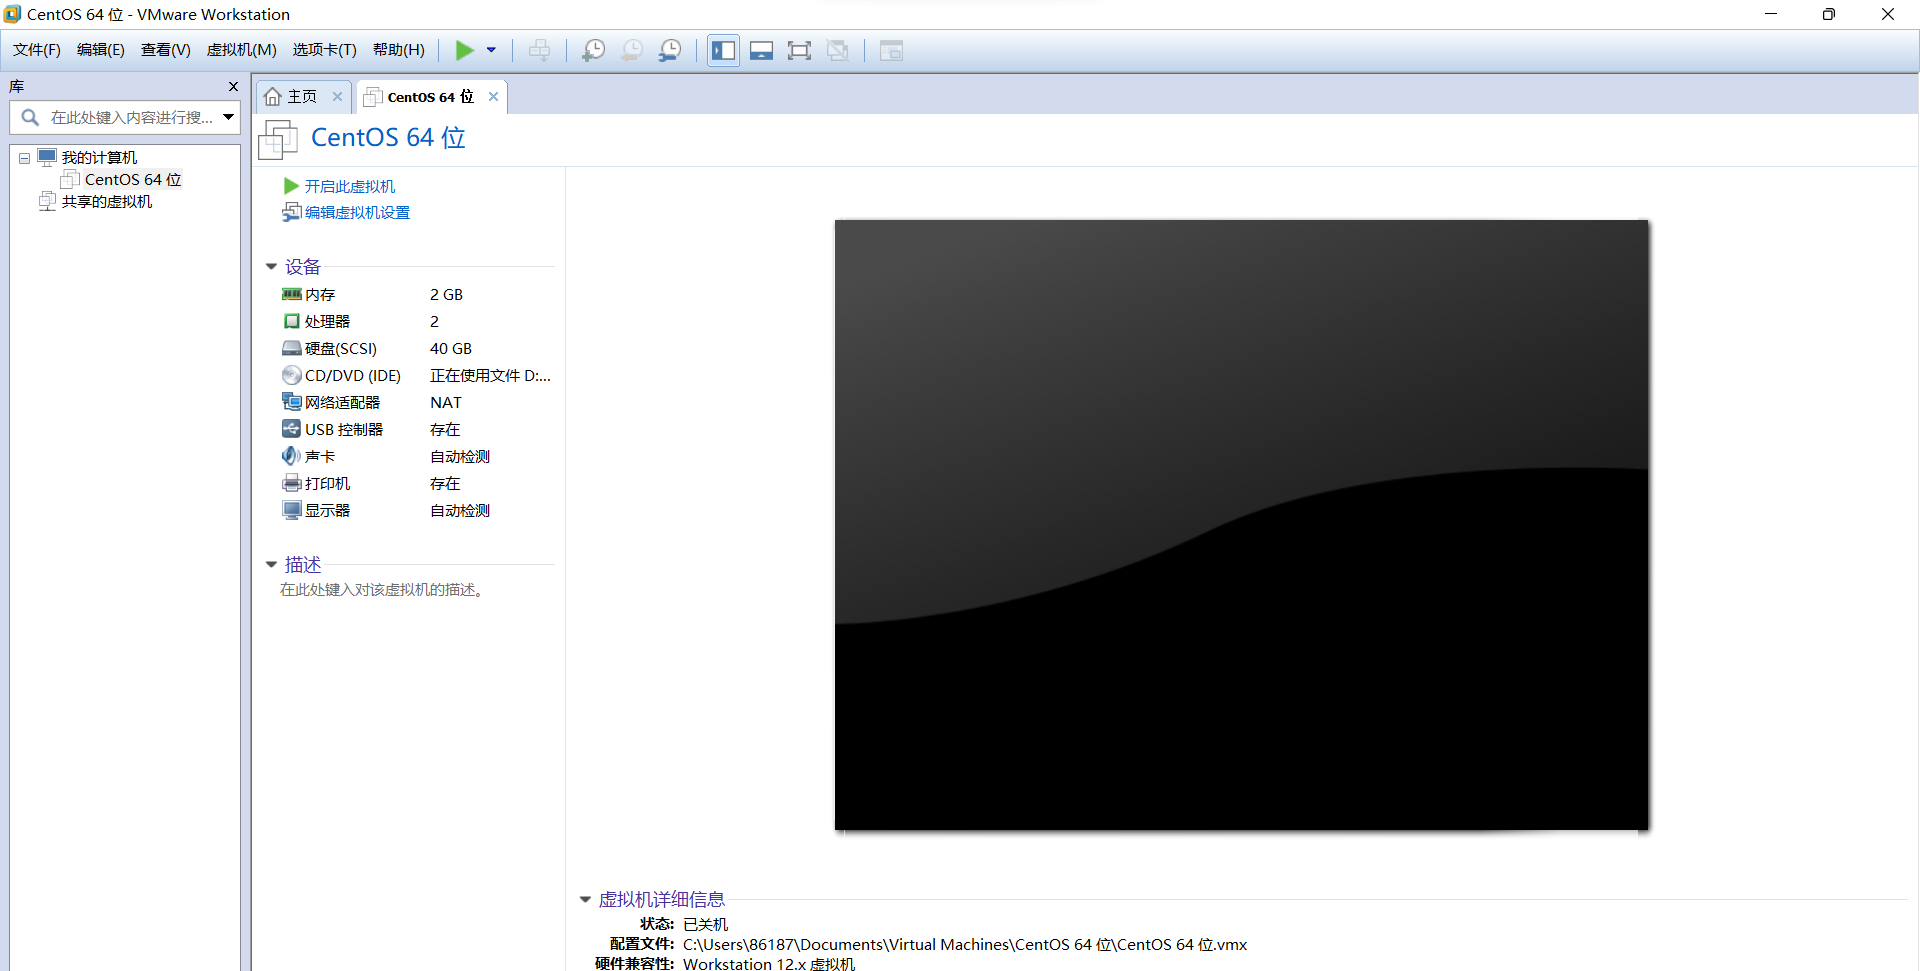 CentOS 64 位 - VMware Workstation
文件(F) 编辑(E) 查看(V) 虚拟机(M) 选项卡(T) 帮助(H)
库
在此处键入内容进行搜...
我的计算机
CentOS 64 位
共享的虚拟机
主页
CentOS 64 位
CentOS 64 位
开启此虚拟机
编辑虚拟机设置
设备
内存 2 GB
处理器 2
硬盘(SCSI) 40 GB
CD/DVD (IDE) 正在使用文件 D:...
网络适配器 NAT
USB 控制器 存在
声卡 自动检测
打印机 存在
显示器 自动检测
描述
在此处键入对该虚拟机的描述。
虚拟机详细信息
状态: 已关机
配置文件: C:\Users\86187\Documents\Virtual Machines\CentOS 64 位\CentOS 64 位.vmx
硬件兼容性: Workstation 12.x 虚拟机